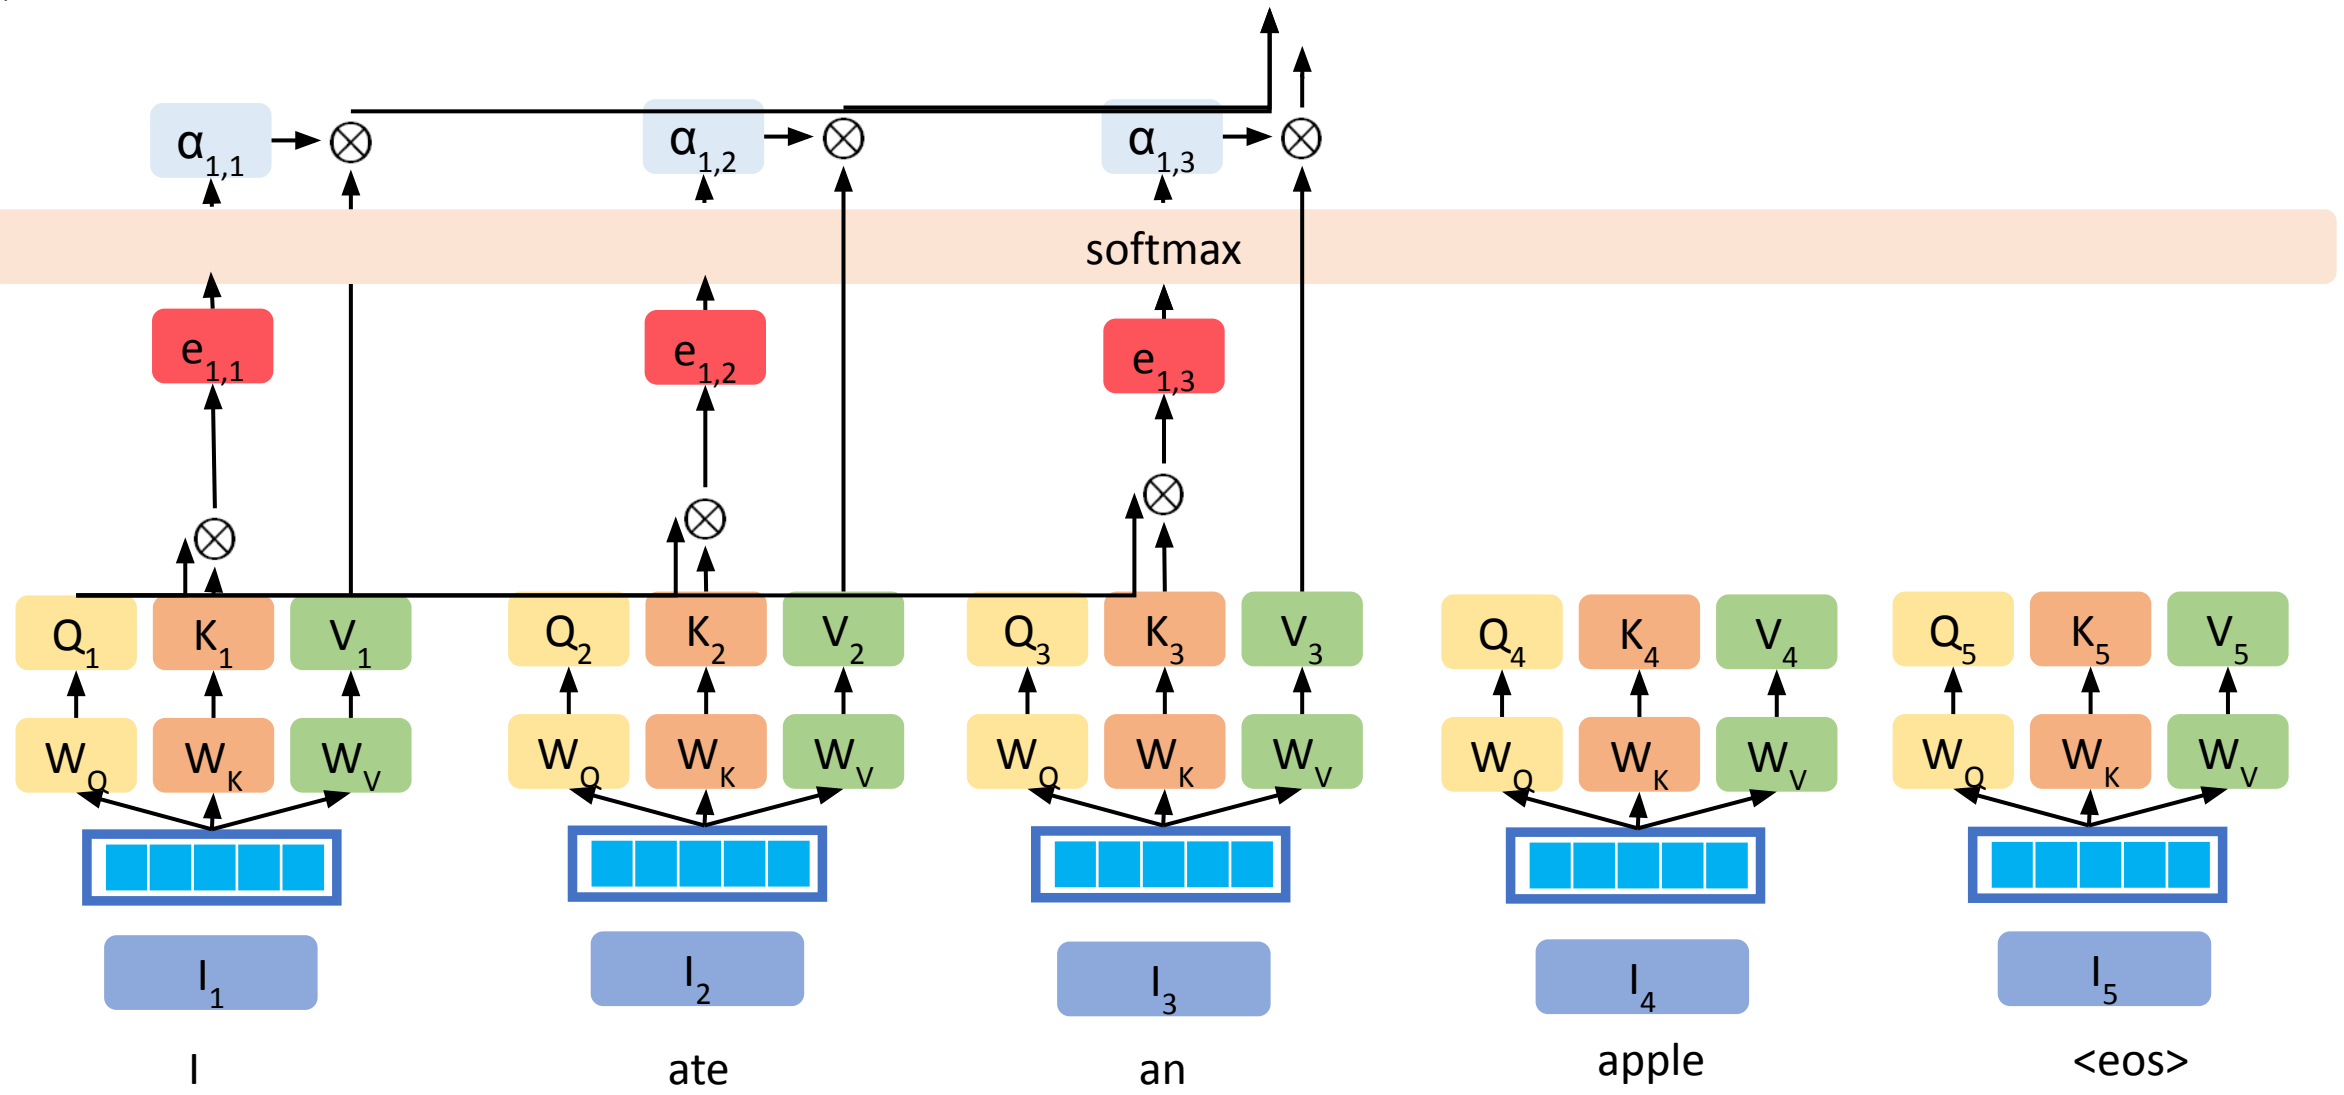 α1,1 α1,2 α1,3
softmax
e1,1 e1,2 e1,3
Q1 K1 V1 Q2 K2 V2 Q3 K3 V3 Q4 K4 V4 Q5 K5 V5
WQ WK WV WQ WK WV WQ WK WV WQ WK WV WQ WK WV
I1 I2 I3 I4 I5
I ate an apple <eos>